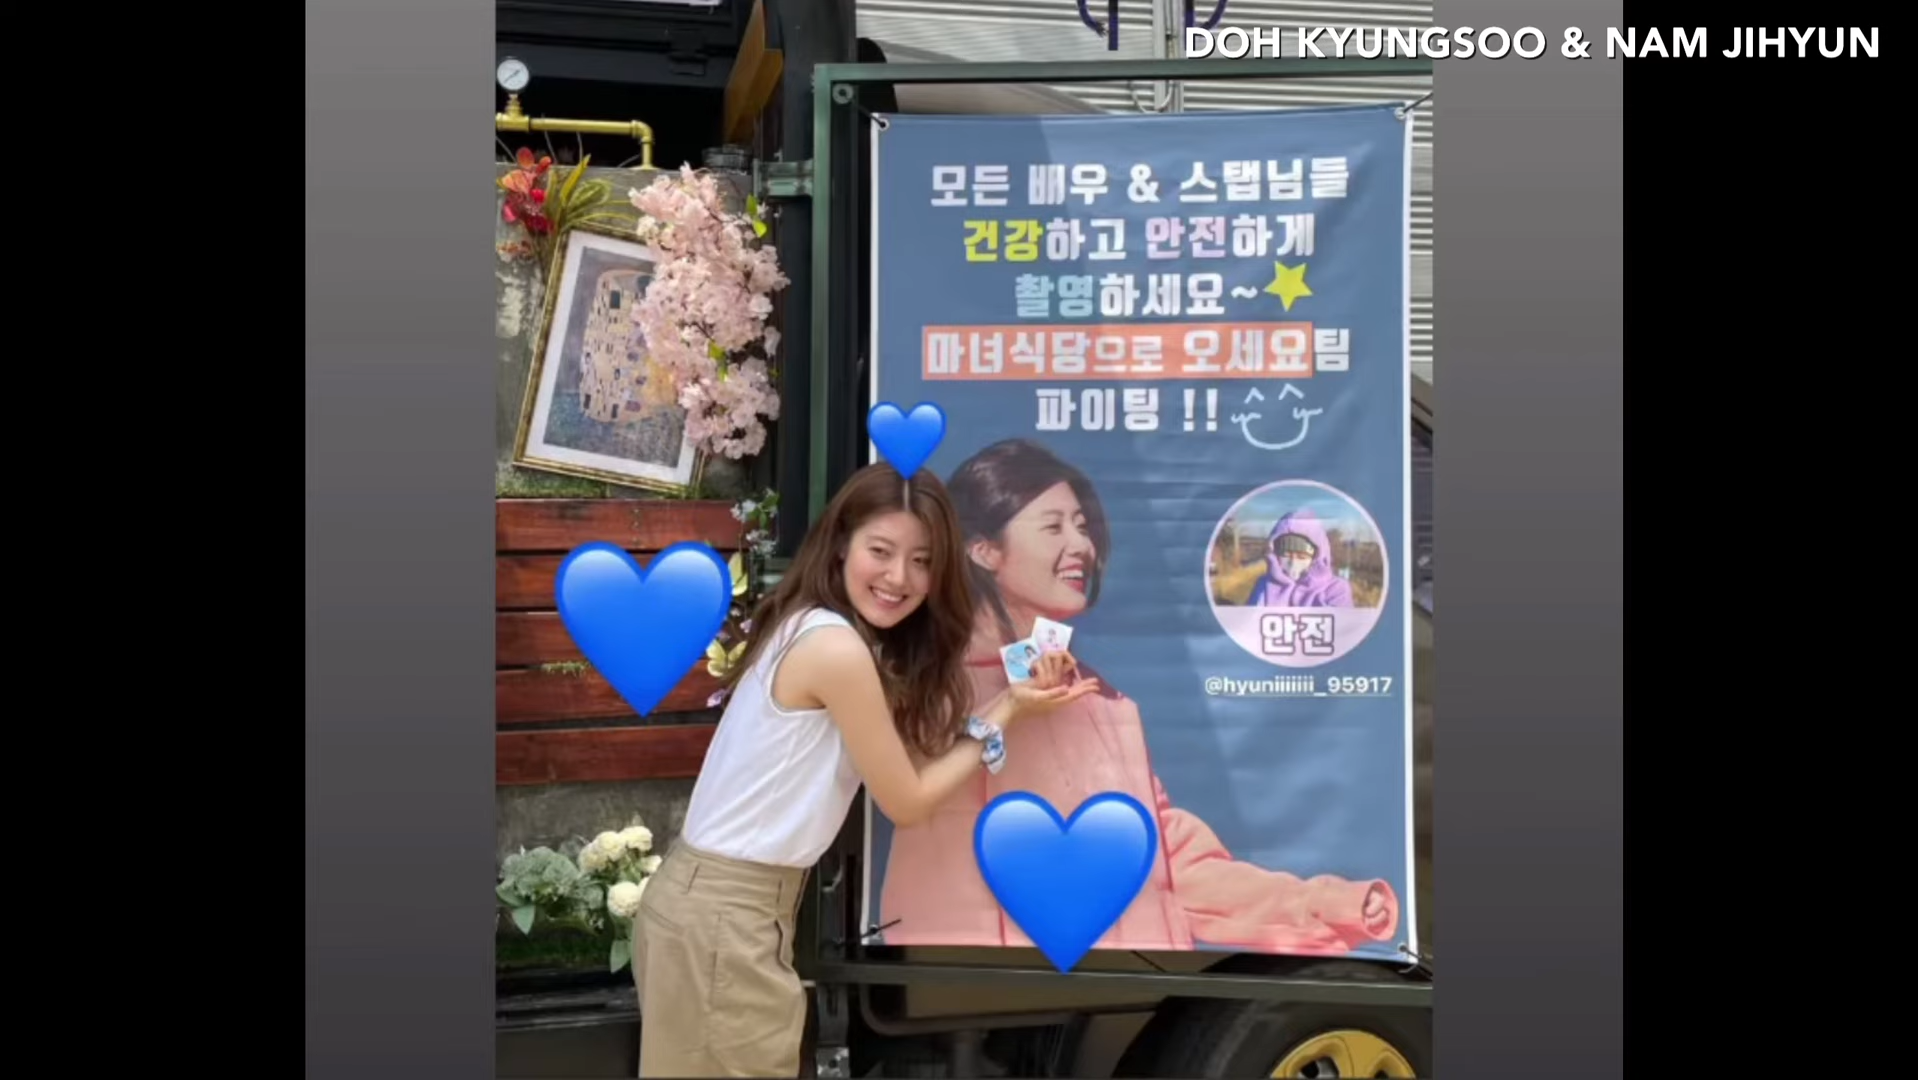 DOH KYUNGSOO & NAM JIHYUN
모든 배우 & 스탭님들
건강하고 안전하게
촬영하세요~
마녀식당으로 오세요팀
파이팅 !!
안전
@hyuniiiiiii_95917